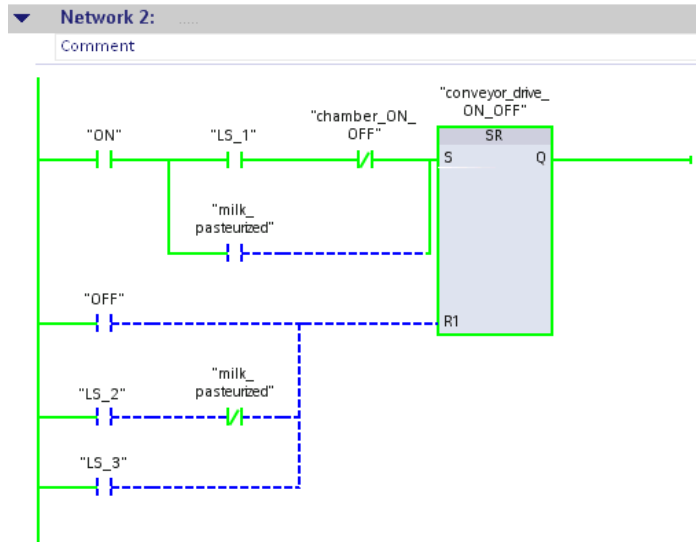 Network 2: .....
Comment
"conveyor_drive_
ON_OFF"
"ON"
"LS_1"
"chamber_ON_
OFF"
SR
S
Q
"milk_
pasteurized"
"OFF"
R1
"LS_2"
"milk_
pasteurized"
"LS_3"